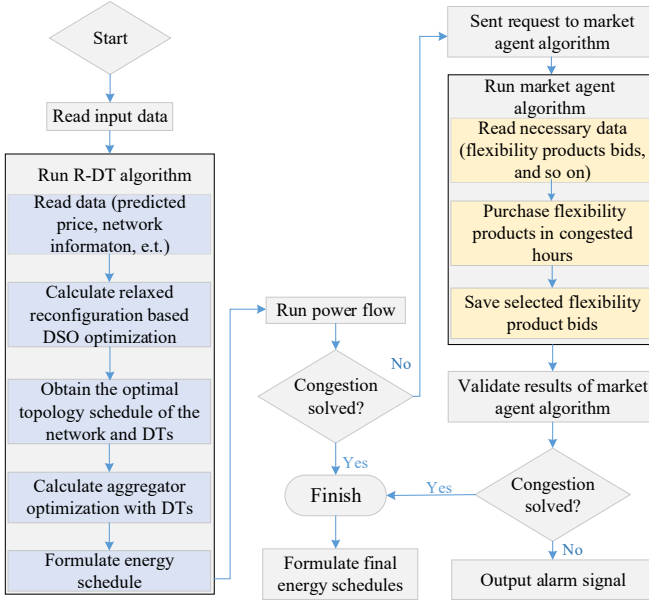 Start
Read input data
Run R-DT algorithm
Read data (predicted
price, network
informaton, e.t.)
Calculate relaxed
reconfiguration based
DSO optimization
Obtain the optimal
topology schedule of the
network and DTs
Calculate aggregator
optimization with DTs
Formulate energy
schedule
Run power flow
Congestion
solved?
No
Yes
Finish
Formulate final
energy schedules
Sent request to market
agent algorithm
Run market agent
algorithm
Read necessary data
(flexibility products bids,
and so on)
Purchase flexibility
products in congested
hours
Save selected flexibility
product bids
Validate results of market
agent algorithm
Congestion
solved?
Yes
No
Output alarm signal